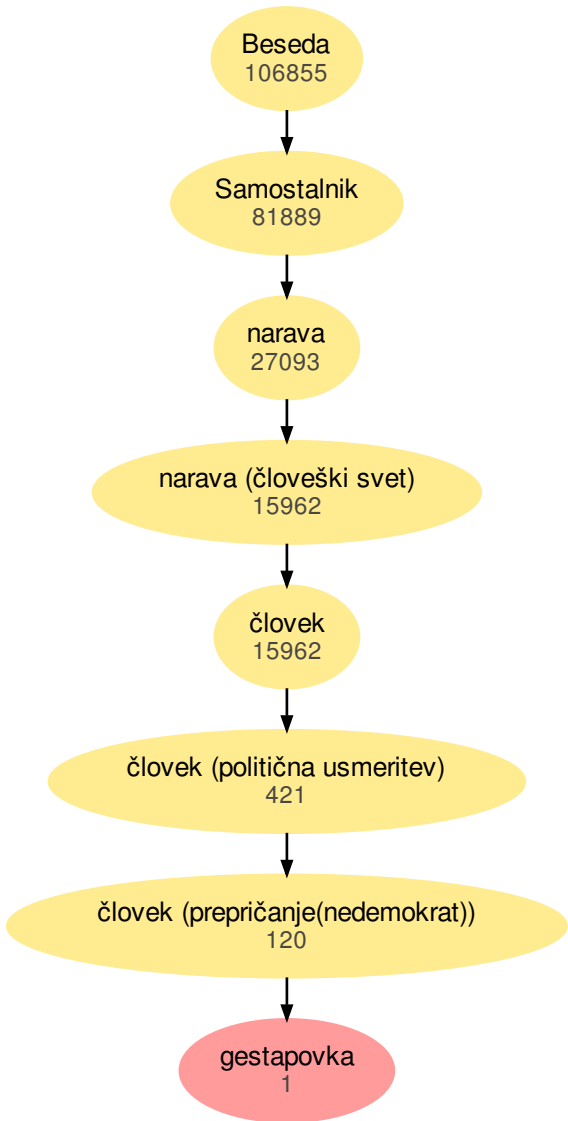 Beseda
106855
Samostalnik
81889
narava
27093
narava (človeški svet)
15962
človek
15962
človek (politična usmeritev)
421
človek (prepričanje(nedemokrat))
120
gestapovka
1